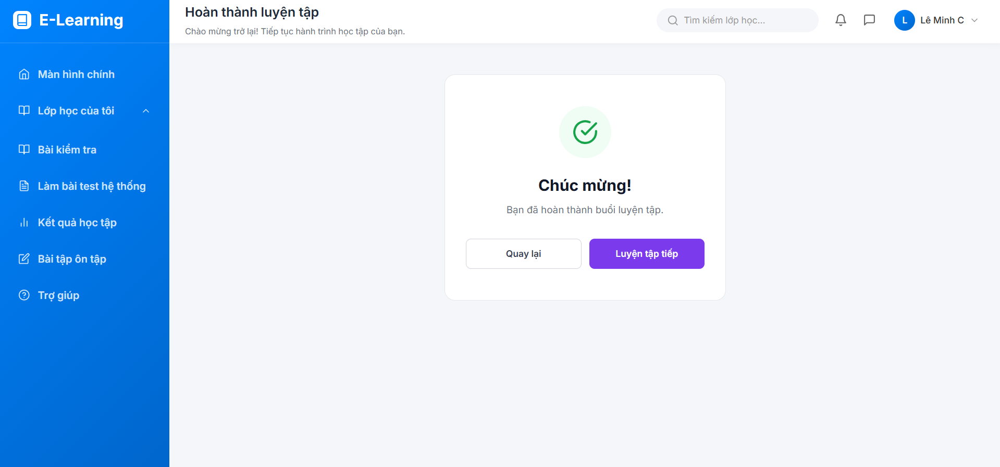 E-Learning
Màn hình chính
Lớp học của tôi
Bài kiểm tra
Làm bài test hệ thống
Kết quả học tập
Bài tập ôn tập
Trợ giúp
Hoàn thành luyện tập
Chào mừng trở lại! Tiếp tục hành trình học tập của bạn.
Tìm kiếm lớp học...
L
Lê Minh C
Chúc mừng!
Bạn đã hoàn thành buổi luyện tập.
Quay lại
Luyện tập tiếp